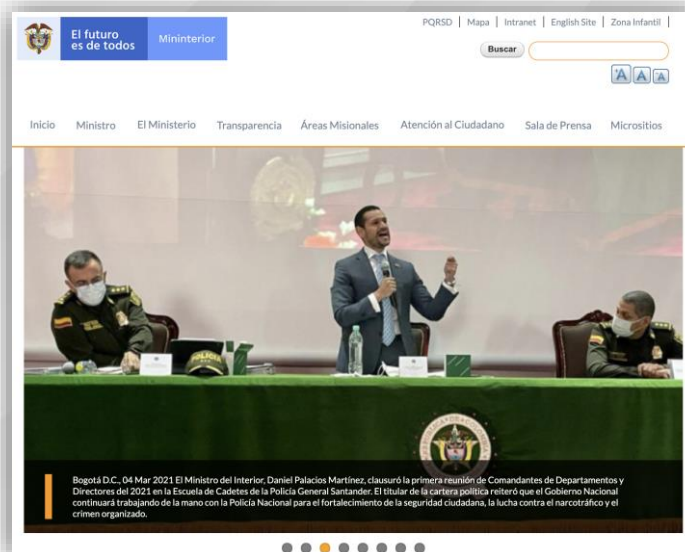 PQRSD | Mapa | Intranet | English Site | Zona Infantil |
El futuro
es de todos
Mininterior
Buscar
A A A
Inicio Ministro El Ministerio Transparencia Áreas Misionales Atención al Ciudadano Sala de Prensa Micrositios
POLICIA
Bogotá D.C., 04 Mar 2021 El Ministro del Interior, Daniel Palacios Martínez, clausuró la primera reunión de Comandantes de Departamentos y
Directores del 2021 en la Escuela de Cadetes de la Policía General Santander. El titular de la cartera política reiteró que el Gobierno Nacional
continuará trabajando de la mano con la Policía Nacional para el fortalecimiento de la seguridad ciudadana, la lucha contra el narcotráfico y el
crimen organizado.